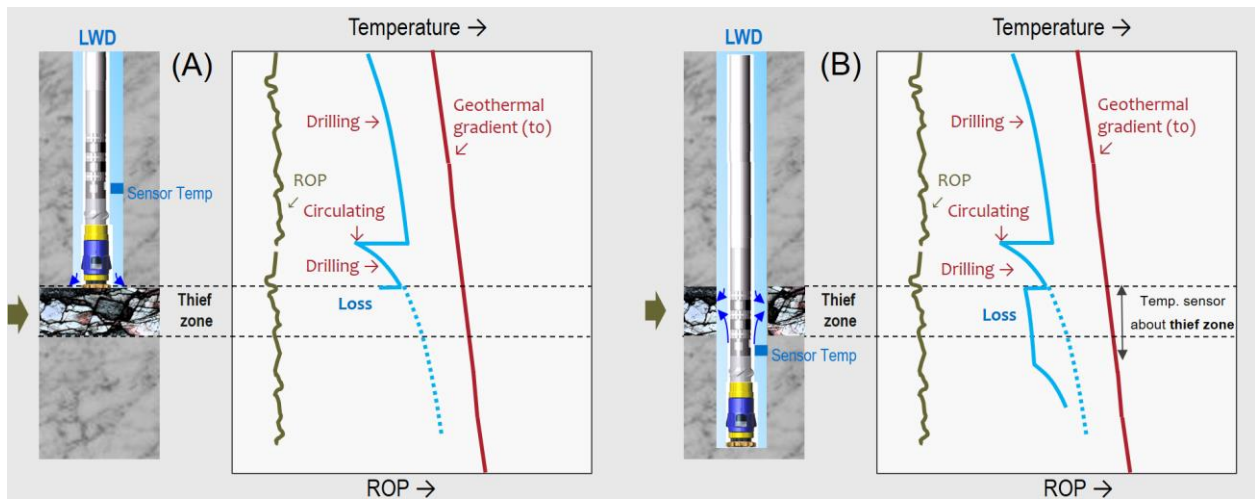 Temperature →
LWD
(A)
Drilling →
Geothermal
gradient (to)
↙
Sensor Temp
ROP
↙
Circulating
↓
Drilling →
Loss
Thief
zone
ROP →
Temperature →
LWD
(B)
Drilling →
Geothermal
gradient (to)
↙
ROP
↙
Circulating
↓
Drilling →
Loss
Thief
zone
Temp. sensor
about thief zone
Sensor Temp
ROP →